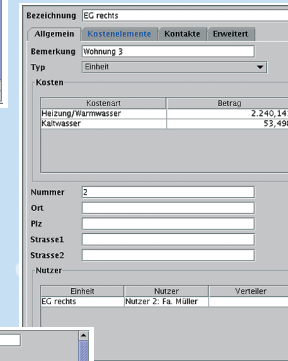 Bezeichnung EG rechts
Allgemein Kostenelemente Kontakte Erweitert
Bemerkung Wohnung 3
Typ Einheit
Kosten
Kostenart Betrag
Heizung/Warmwasser 2.240,14
Kaltwasser 53,49
Nummer 2
Ort
Plz
Strasse1
Strasse2
Nutzer
Einheit Nutzer Verteiler
EG rechts Nutzer 2: Fa. Müller